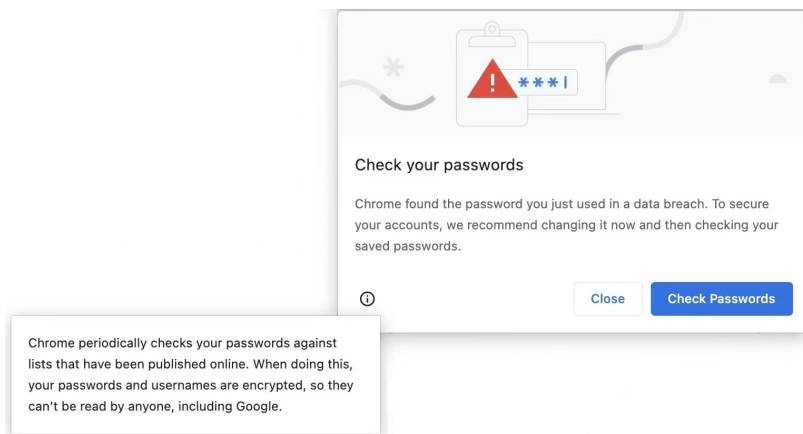 ***|
Check your passwords
Chrome found the password you just used in a data breach. To secure
your accounts, we recommend changing it now and then checking your
saved passwords.
Close
Check Passwords
Chrome periodically checks your passwords against
lists that have been published online. When doing this,
your passwords and usernames are encrypted, so they
can't be read by anyone, including Google.